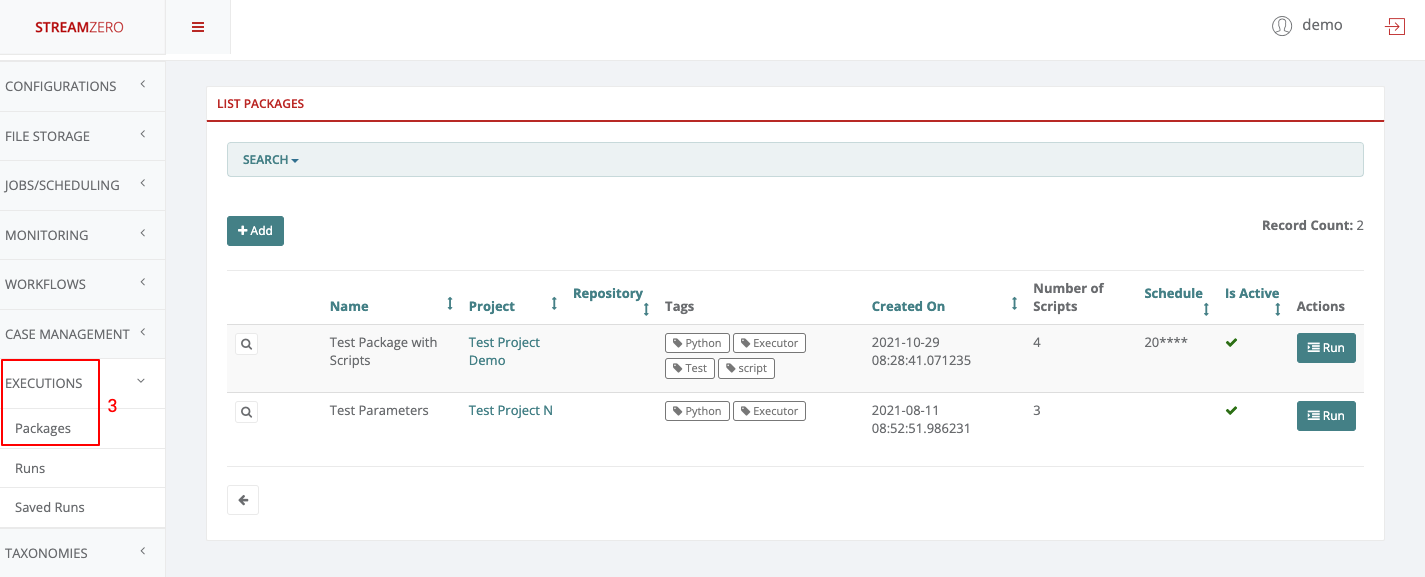 STREAMZERO
demo
CONFIGURATIONS
FILE STORAGE
JOBS/SCHEDULING
MONITORING
WORKFLOWS
CASE MANAGEMENT
EXECUTIONS
3
Packages
Runs
Saved Runs
TAXONOMIES
LIST PACKAGES
SEARCH
+ Add
Record Count: 2
Name Project Repository Tags Created On Number of Scripts Schedule Is Active Actions
Test Package with Scripts Test Project Demo Python Executor Test script 2021-10-29 08:28:41.071235 4 20**** Run
Test Parameters Test Project N Python Executor 2021-08-11 08:52:51.986231 3 Run